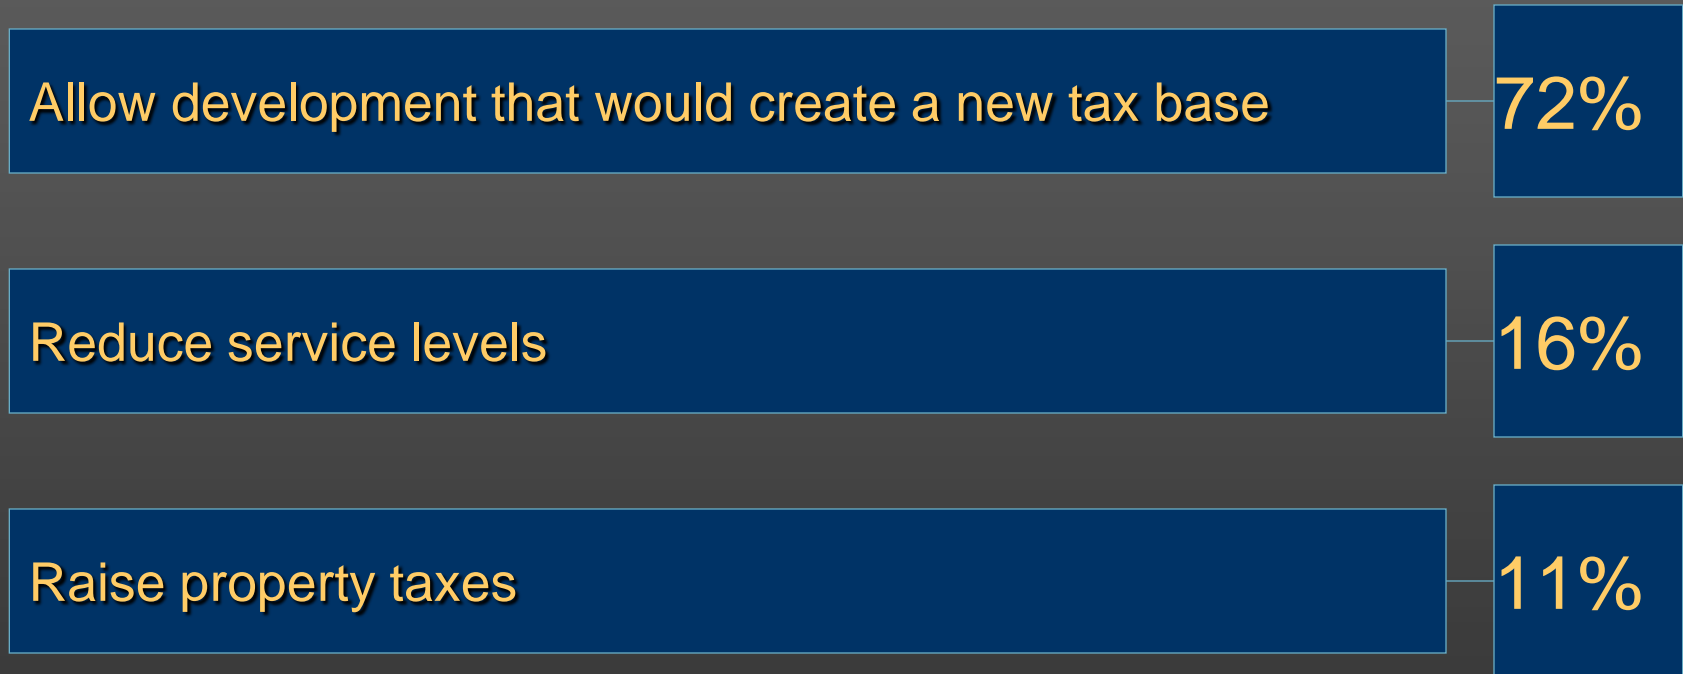 Allow development that would create a new tax base 72%
Reduce service levels 16%
Raise property taxes 11%